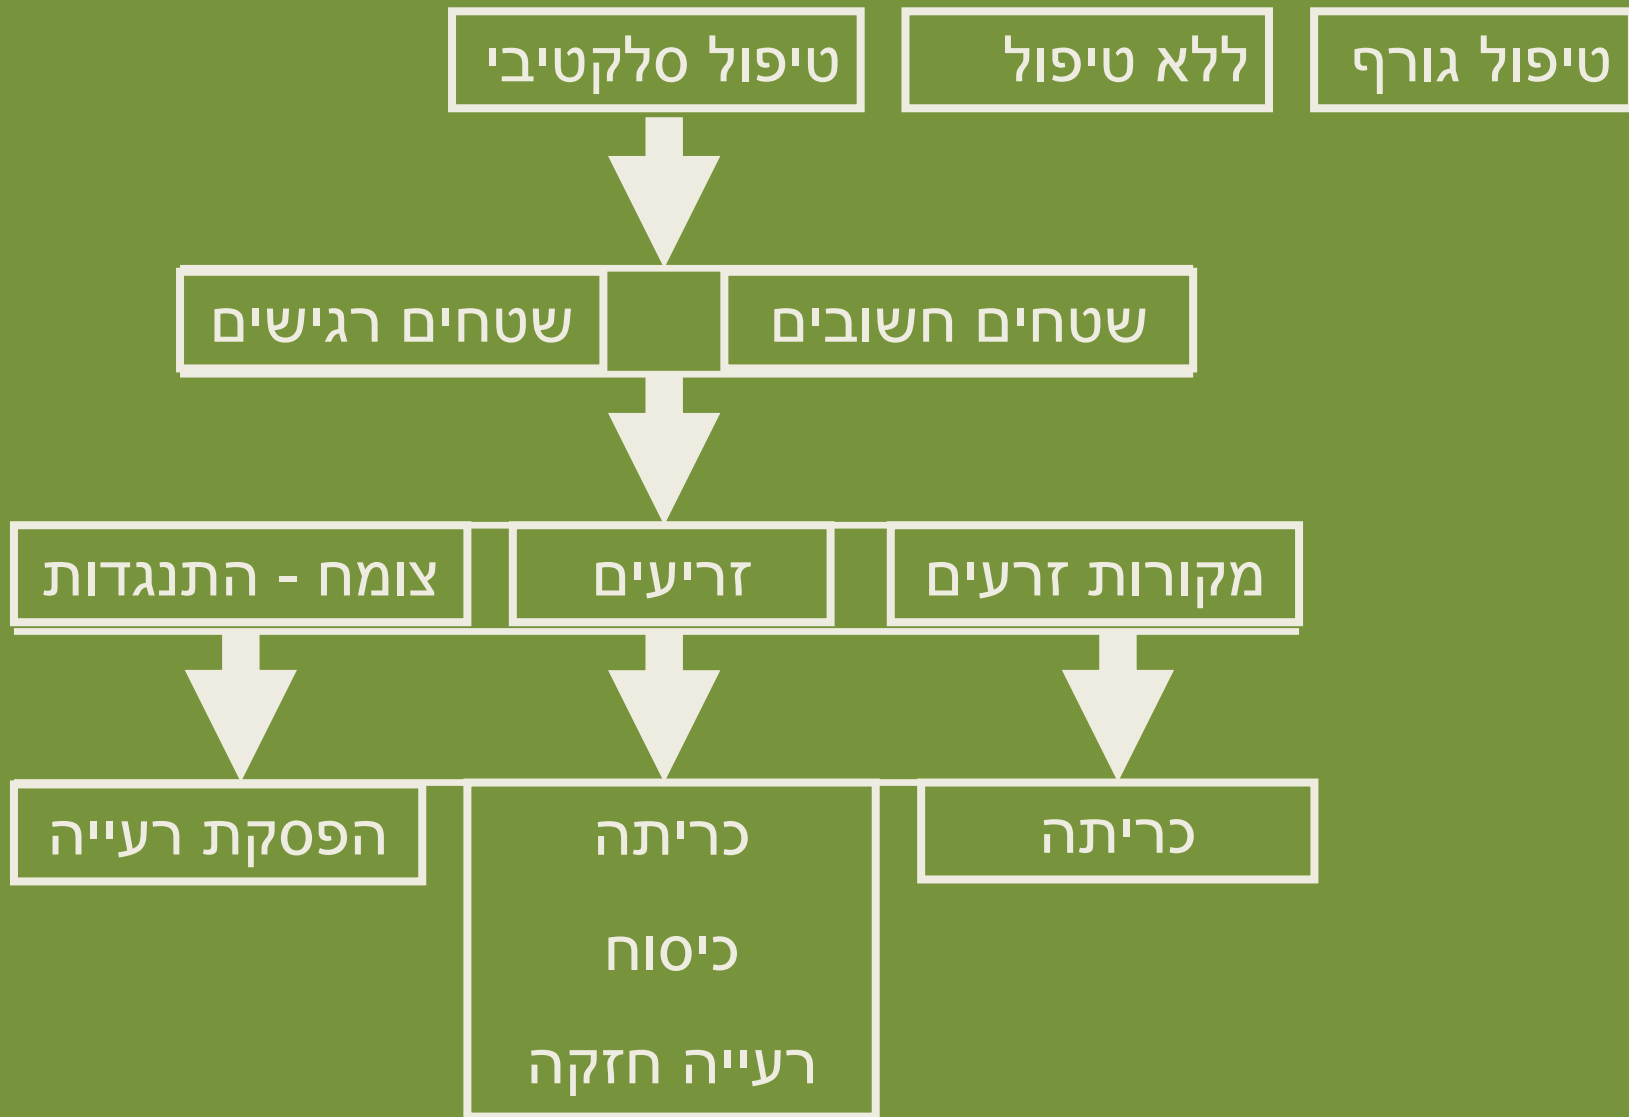 טיפול גורף
ללא טיפול
טיפול סלקטיבי
שטחים חשובים
שטחים רגישים
מקורות זרעים
זריעים
צומח - התנגדות
כריתה
כריתה
כיסוח
רעייה חזקה
הפסקת רעייה